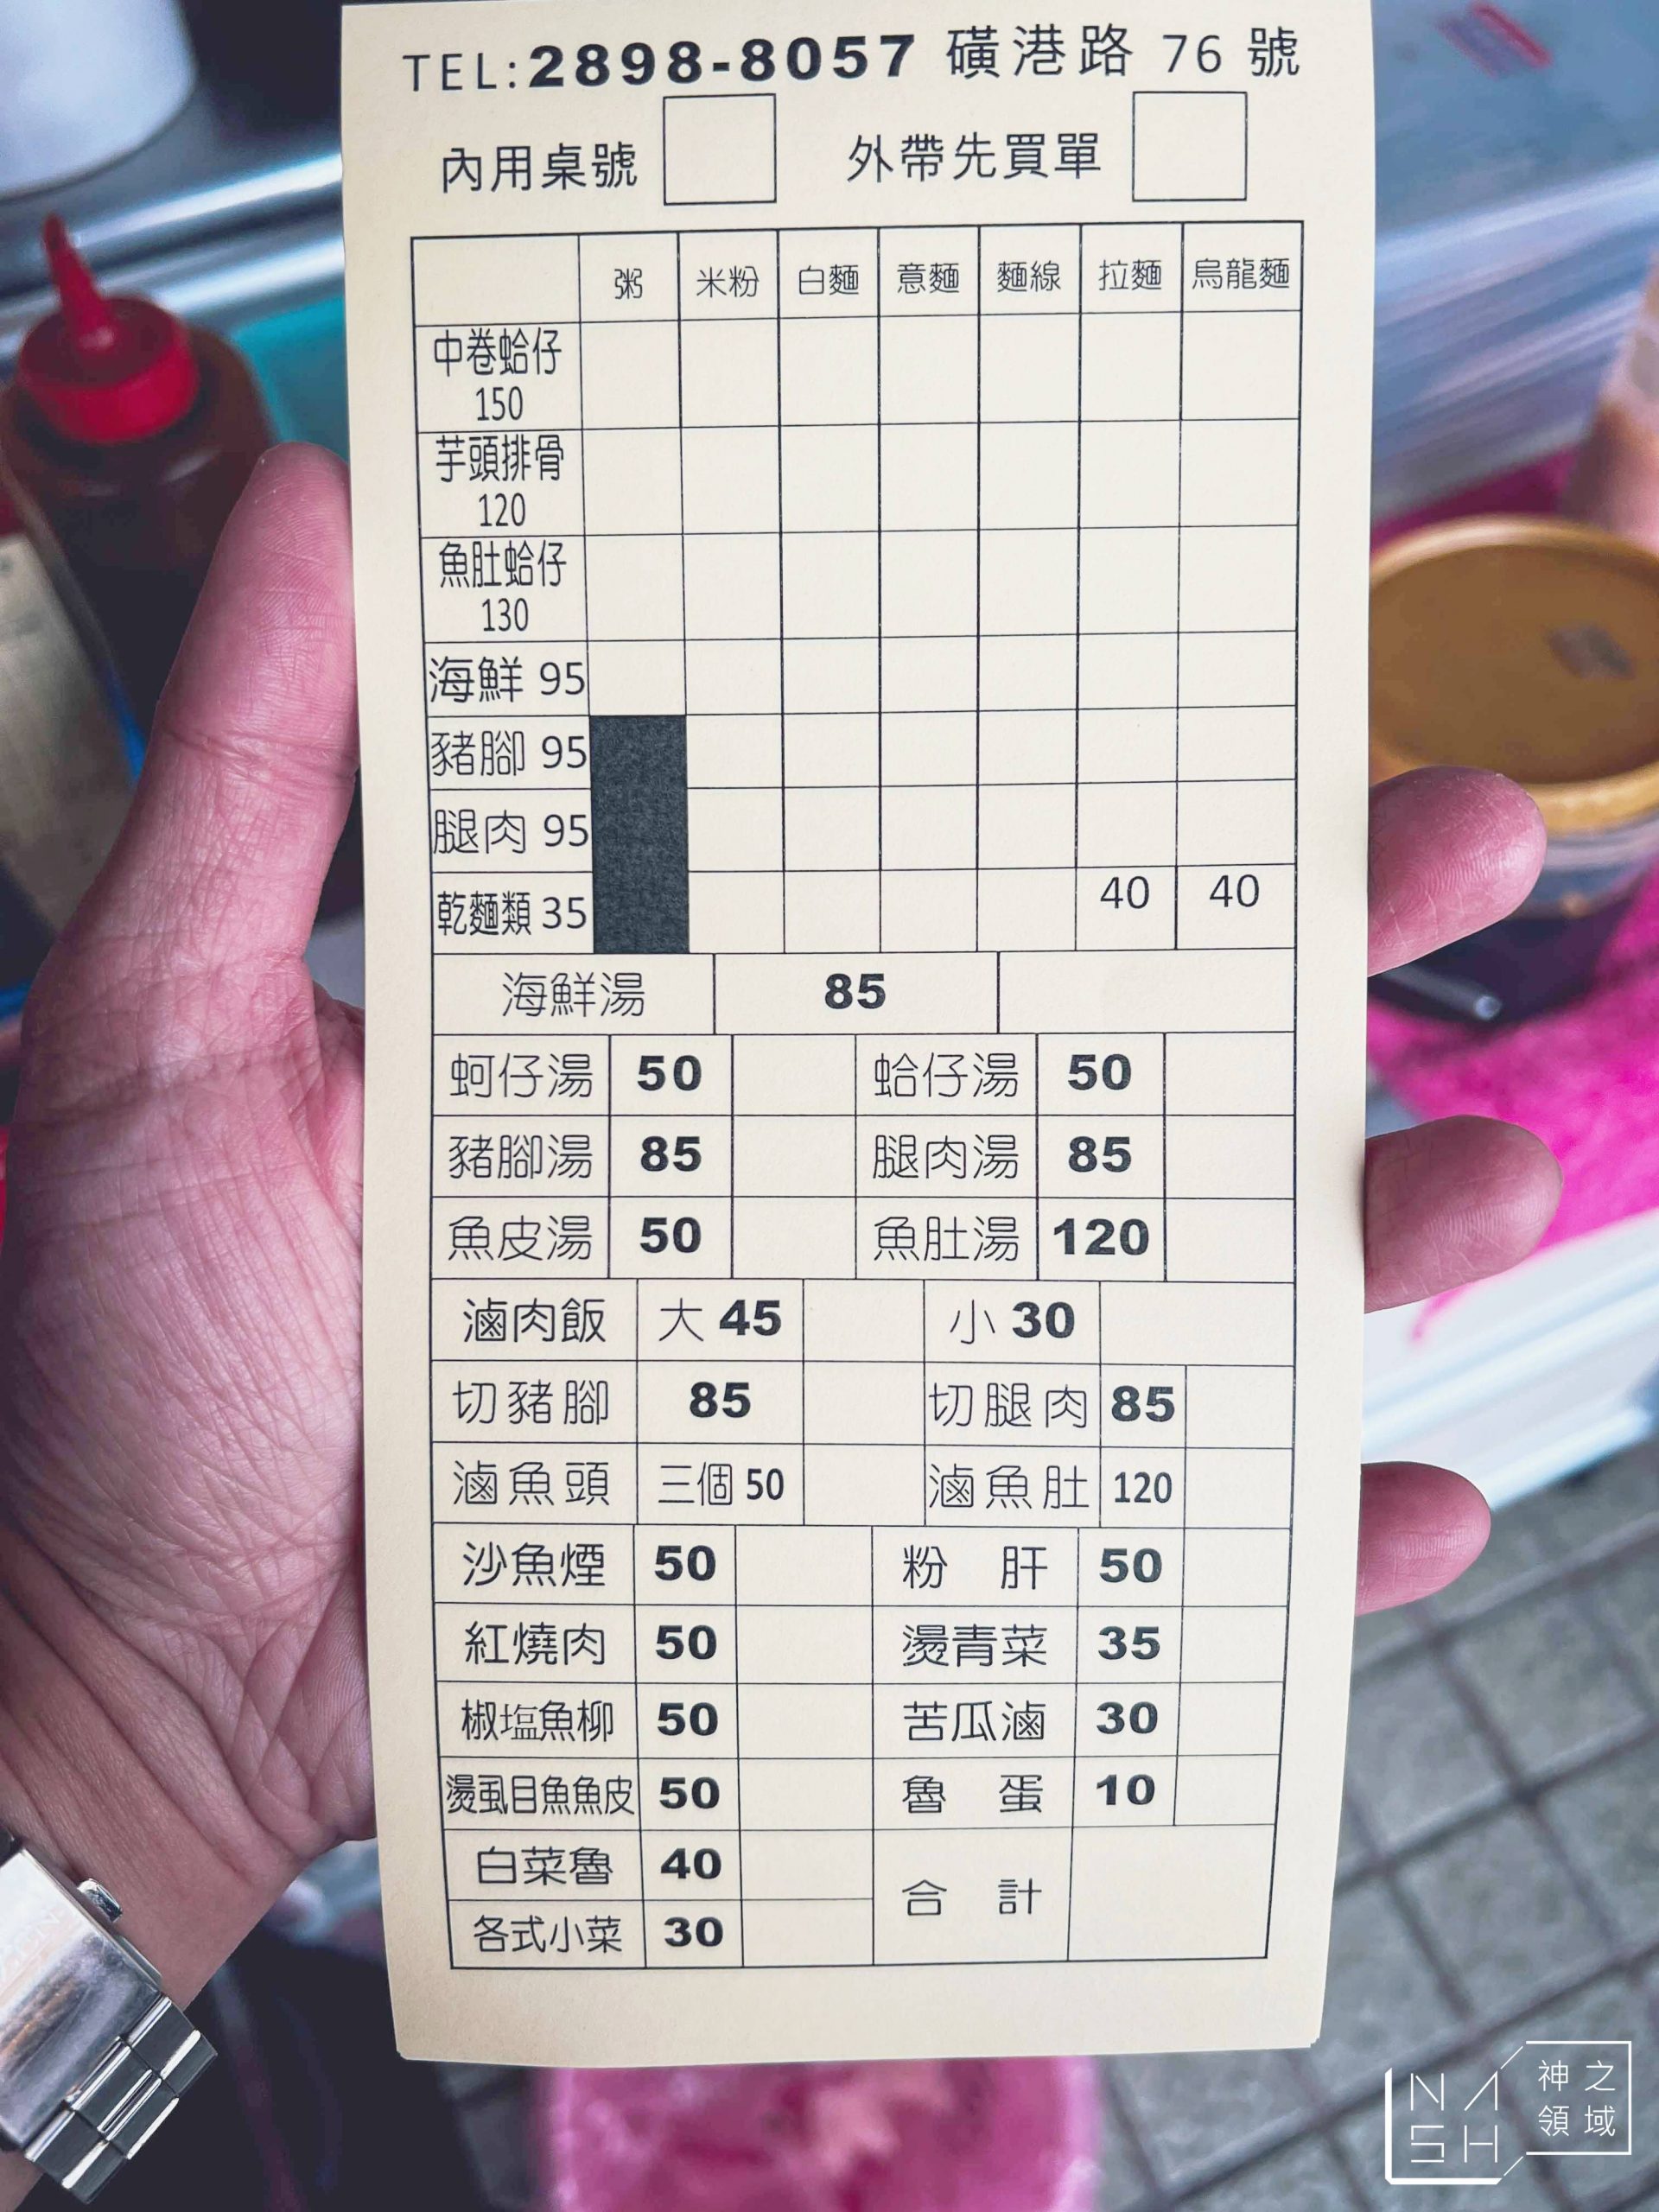 TEL:2898-8057 磺港路 76 號
內用桌號 外帶先買單
粥 米粉 白麵 意麵 麵線 拉麵 烏龍麵
中卷蛤仔
150
芋頭排骨
120
魚肚蛤仔
130
海鮮 95
豬腳 95
腿肉 95
乾麵類 35 40 40
海鮮湯 85
蚵仔湯 50 蛤仔湯 50
豬腳湯 85 腿肉湯 85
魚皮湯 50 魚肚湯 120
滷肉飯 大 45 小 30
切豬腳 85 切腿肉 85
滷魚頭 三個 50 滷魚肚 120
沙魚煙 50 粉 肝 50
紅燒肉 50 燙青菜 35
椒塩魚柳 50 苦瓜滷 30
燙虱目魚魚皮 50 魯 蛋 10
白菜魯 40 合 計
各式小菜 30
NASH 神之領域